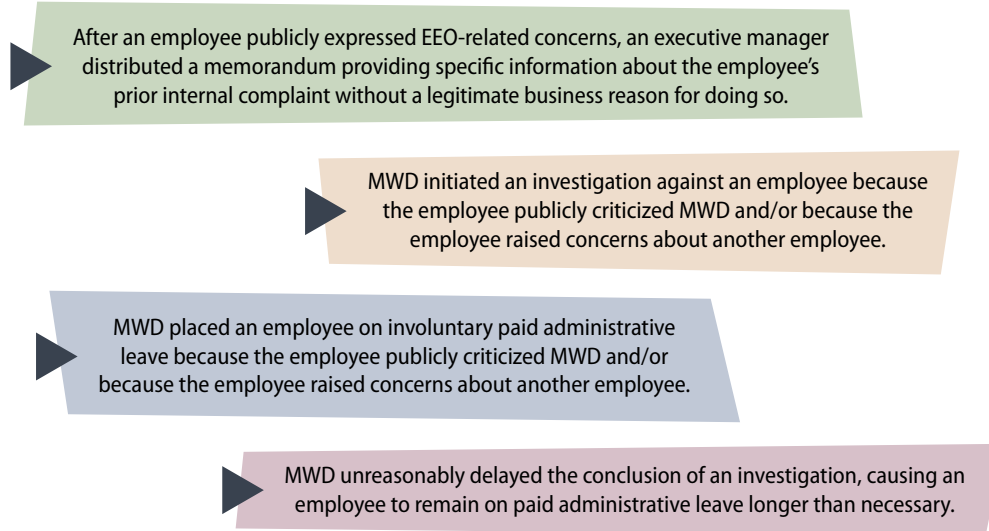 After an employee publicly expressed EEO-related concerns, an executive manager
distributed a memorandum providing specific information about the employee’s
prior internal complaint without a legitimate business reason for doing so.
MWD initiated an investigation against an employee because
the employee publicly criticized MWD and/or because the
employee raised concerns about another employee.
MWD placed an employee on involuntary paid administrative
leave because the employee publicly criticized MWD and/or
because the employee raised concerns about another employee.
MWD unreasonably delayed the conclusion of an investigation, causing an
employee to remain on paid administrative leave longer than necessary.